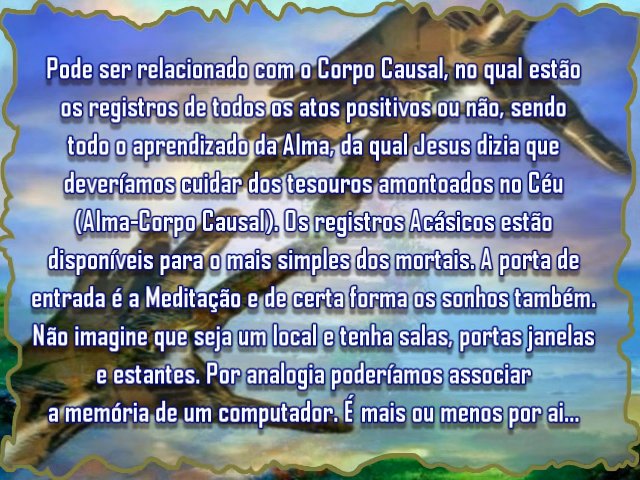 Pode ser relacionado com o Corpo Causal, no qual estão
os registros de todos os atos positivos ou não, sendo
todo o aprendizado da Alma, da qual Jesus dizia que
deveríamos cuidar dos tesouros amontoados no Céu
(Alma-Corpo Causal). Os registros Acásicos estão
disponíveis para o mais simples dos mortais. A porta de
entrada é a Meditação e de certa forma os sonhos também.
Não imagine que seja um local e tenha salas, portas janelas
e estantes. Por analogia poderíamos associar
a memória de um computador. É mais ou menos por ai...